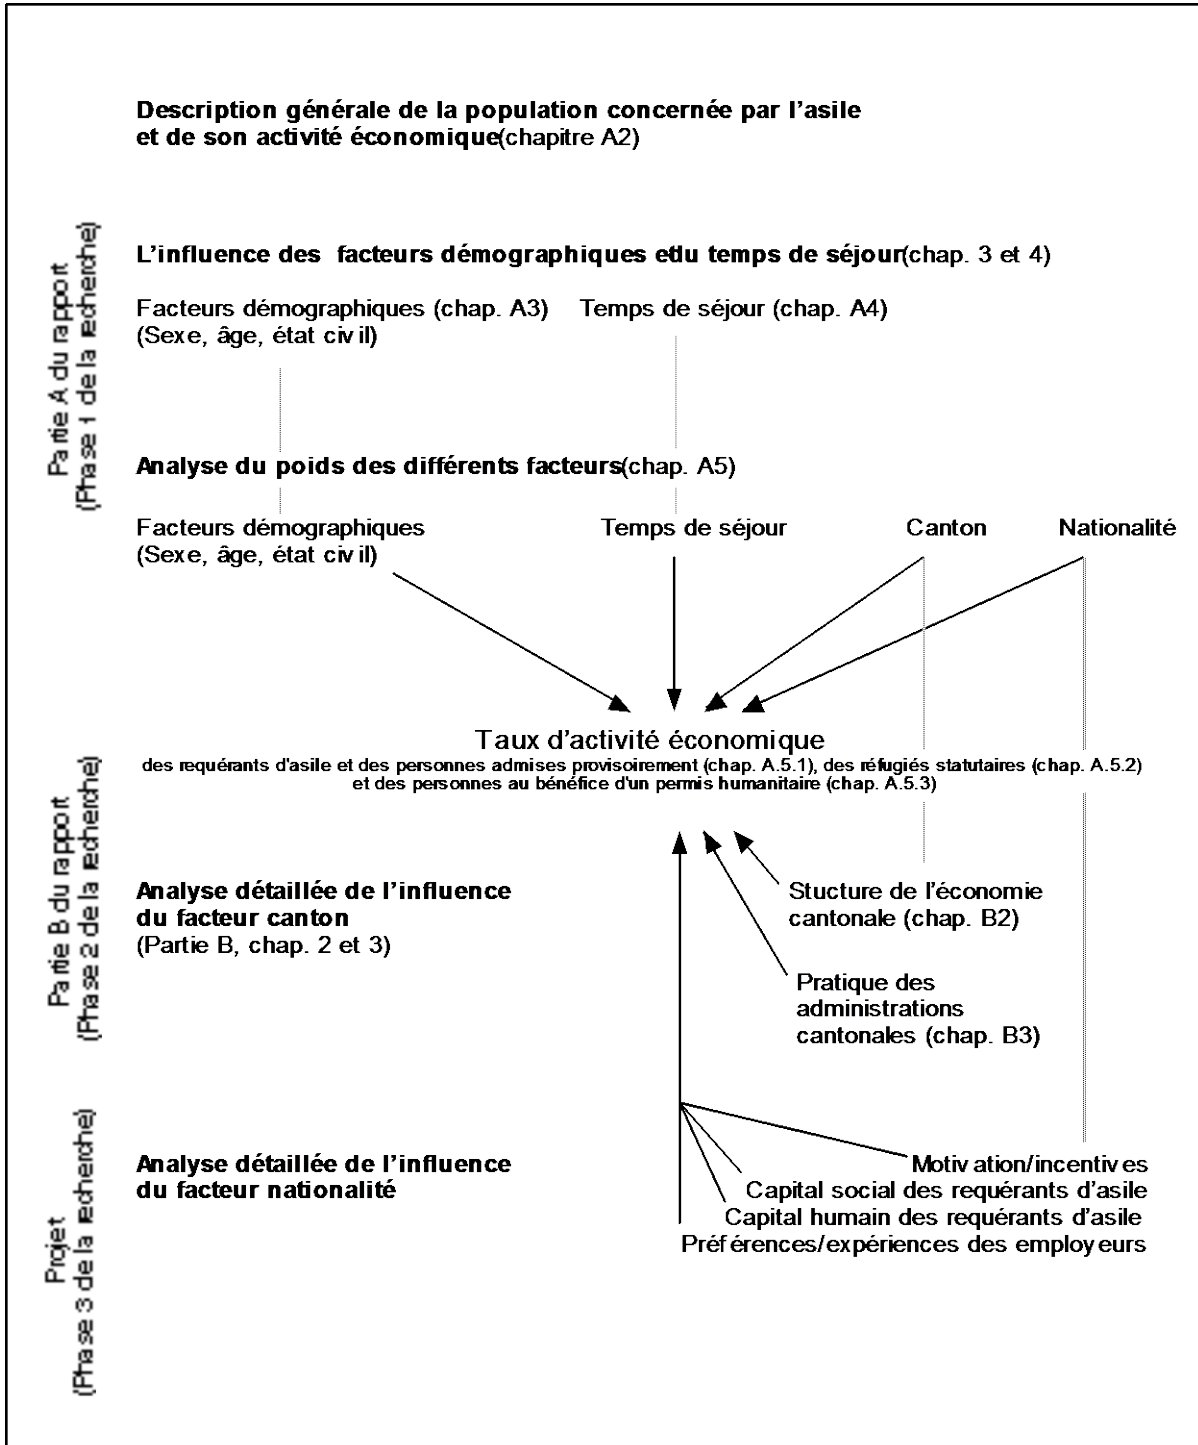 Description générale de la population concernée par l'asile
et de son activité économique(chapitre A2)
Partie A du rapport
(Phase 1 de la recherche)
L'influence des facteurs démographiques etdu temps de séjour(chap. 3 et 4)
Facteurs démographiques (chap. A3) Temps de séjour (chap. A4)
(Sexe, âge, état civil)
Analyse du poids des différents facteurs(chap. A5)
Facteurs démographiques Temps de séjour Canton Nationalité
(Sexe, âge, état civil)
Taux d'activité économique
des requérants d'asile et des personnes admises provisoirement (chap. A.5.1), des réfugiés statutaires (chap. A.5.2)
et des personnes au bénéfice d'un permis humanitaire (chap. A.5.3)
Partie B du rapport
(Phase 2 de la recherche)
Analyse détaillée de l'influence
du facteur canton
(Partie B, chap. 2 et 3)
Stucture de l'économie
cantonale (chap. B2)
Pratique des
administrations
cantonales (chap. B3)
Projet
(Phase 3 de la recherche)
Analyse détaillée de l'influence
du facteur nationalité
Motivation/incentives
Capital social des requérants d'asile
Capital humain des requérants d'asile
Préférences/expériences des employeurs